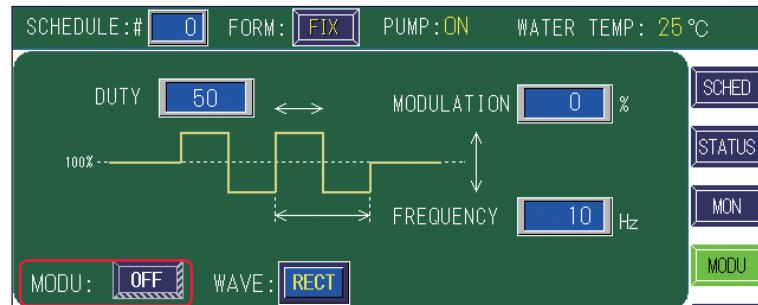 SCHEDULE:# 0 FORM: FIX PUMP:ON WATER TEMP: 25 °C
DUTY 50
MODULATION 0 %
100%
FREQUENCY 10 Hz
MODU: OFF WAVE: RECT
SCHED
STATUS
MON
MODU